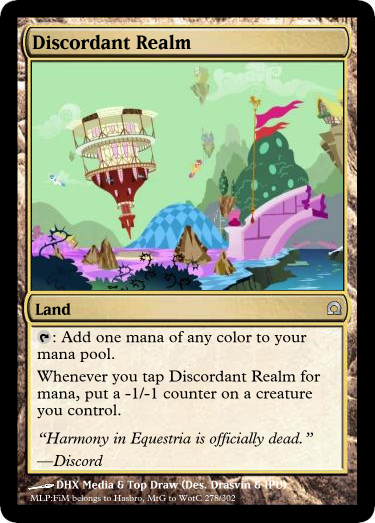 Discordant Realm
Land
: Add one mana of any color to your
mana pool.
Whenever you tap Discordant Realm for
mana, put a -1/-1 counter on a creature
you control.
“Harmony in Equestria is officially dead.”
—Discord
DHX Media & Top Draw (Des. Drasvin & IPU)
MLP:FiM belongs to Hasbro, MtG to WotC 278/302